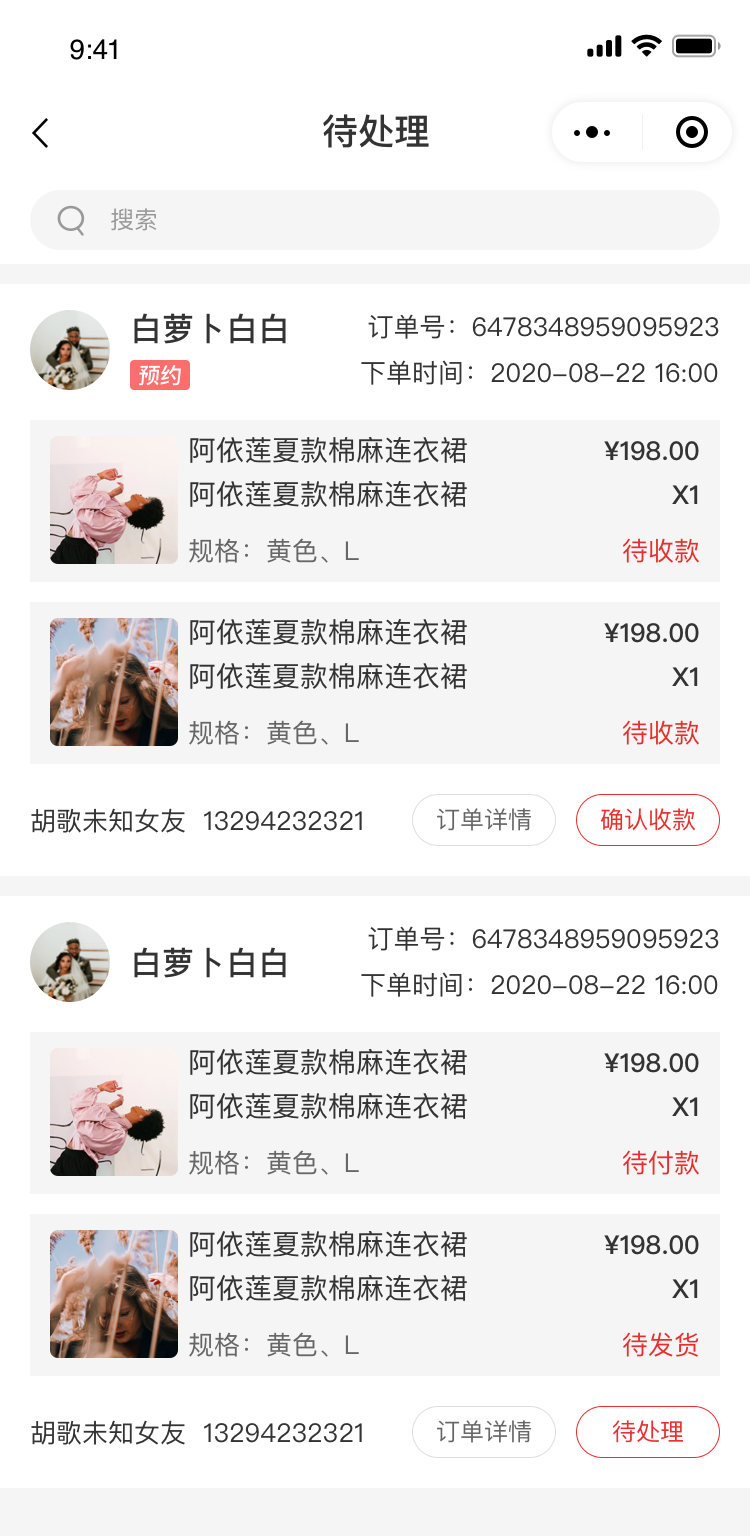 9:41
待处理
搜索
白萝卜白白
预约
订单号：6478348959095923
下单时间：2020-08-22 16:00
阿依莲夏款棉麻连衣裙
¥198.00
阿依莲夏款棉麻连衣裙
X1
规格：黄色、L
待收款
阿依莲夏款棉麻连衣裙
¥198.00
阿依莲夏款棉麻连衣裙
X1
规格：黄色、L
待收款
胡歌未知女友 13294232321
订单详情
确认收款
白萝卜白白
订单号：6478348959095923
下单时间：2020-08-22 16:00
阿依莲夏款棉麻连衣裙
¥198.00
阿依莲夏款棉麻连衣裙
X1
规格：黄色、L
待付款
阿依莲夏款棉麻连衣裙
¥198.00
阿依莲夏款棉麻连衣裙
X1
规格：黄色、L
待发货
胡歌未知女友 13294232321
订单详情
待处理